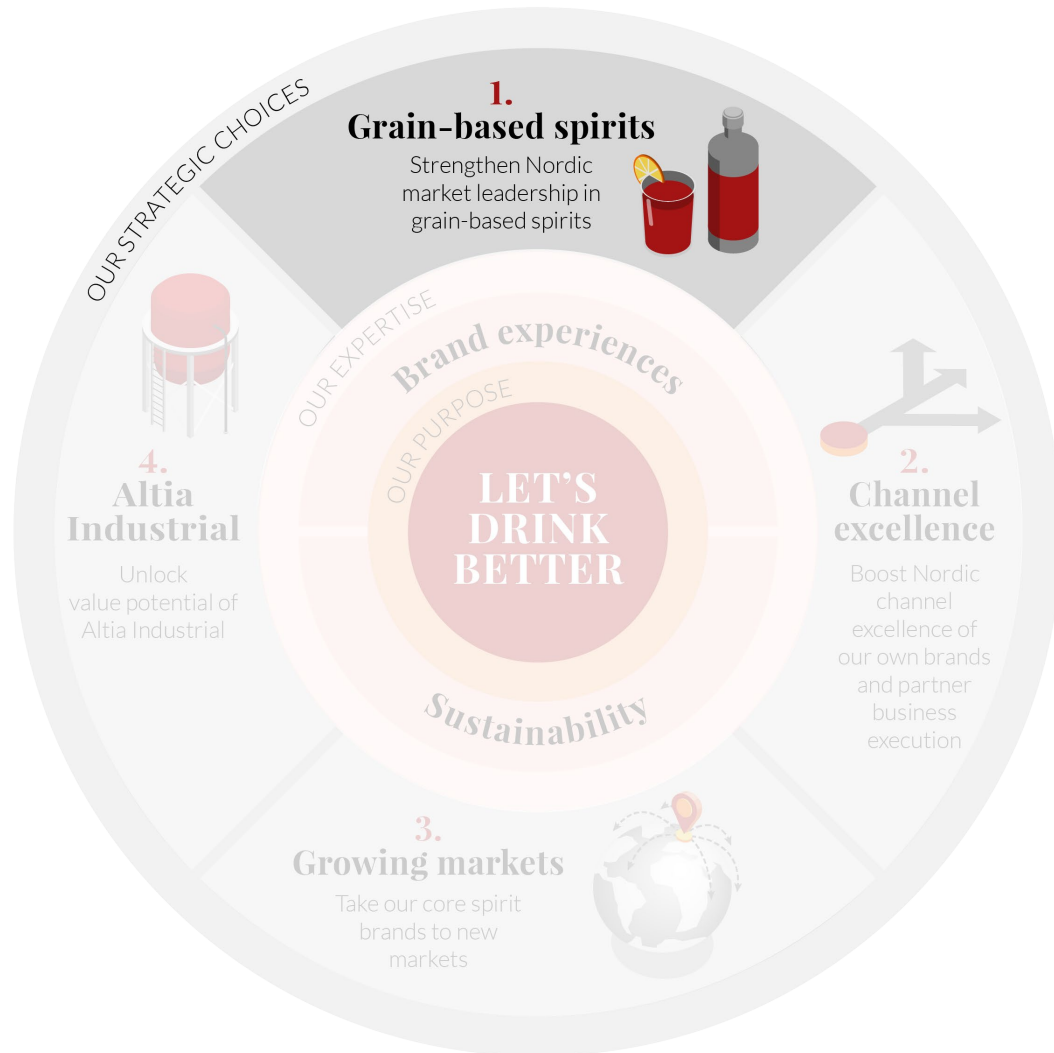 OUR STRATEGIC CHOICES
1.
Grain-based spirits
Strengthen Nordic
market leadership in
grain-based spirits
OUR EXPERTISE
Brand experiences
OUR PURPOSE
LET’S
DRINK
BETTER
Sustainability
2.
Channel
excellence
Boost Nordic
channel
excellence of
our own brands
and partner
business
execution
3.
Growing markets
Take our core spirit
brands to new
markets
4.
Altia
Industrial
Unlock
value potential of
Altia Industrial